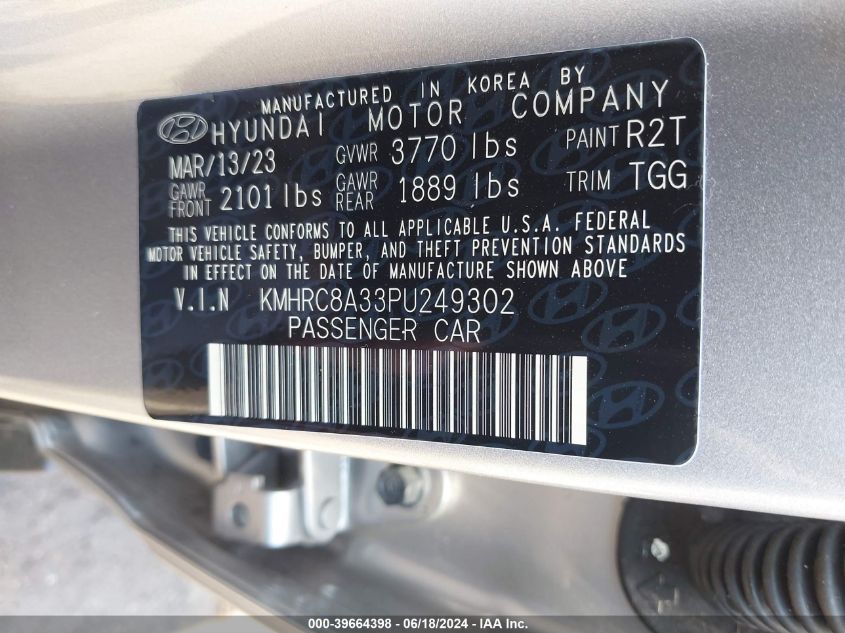 MANUFACTURED IN KOREA BY
HYUNDAI MOTOR COMPANY
MAR/13/23 GVWR 3770 lbs PAINT R2T
GAWR FRONT 2101 lbs GAWR REAR 1889 lbs TRIM TGG
THIS VEHICLE CONFORMS TO ALL APPLICABLE U.S.A. FEDERAL
MOTOR VEHICLE SAFETY, BUMPER, AND THEFT PREVENTION STANDARDS
IN EFFECT ON THE DATE OF MANUFACTURE SHOWN ABOVE
V.I.N KMHRC8A33PU249302
PASSENGER CAR
000-39664398 - 06/18/2024 - IAA Inc.